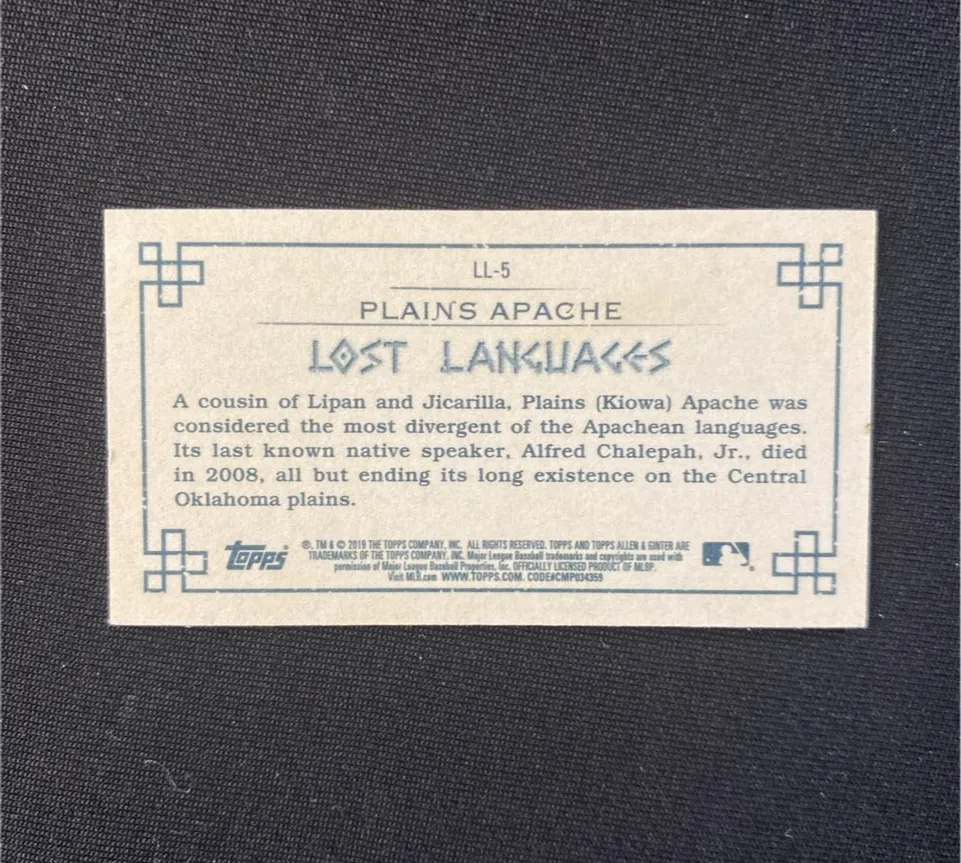 LL-5
PLAINS APACHE
LOST LANGUAGES
A cousin of Lipan and Jicarilla, Plains (Kiowa) Apache was
considered the most divergent of the Apachean languages.
Its last known native speaker, Alfred Chalepah, Jr., died
in 2008, all but ending its long existence on the Central
Oklahoma plains.
topps
®, TM & © 2019 THE TOPPS COMPANY, INC. ALL RIGHTS RESERVED. TOPPS AND TOPPS ALLEN & GINTER ARE
TRADEMARKS OF THE TOPPS COMPANY, INC. Major League Baseball trademarks and copyrights are used with
permission of Major League Baseball Properties, Inc. OFFICIALLY LICENSED PRODUCT OF MLBP.
Visit MLB.com WWW.TOPPS.COM. CODE#CMP034359
®